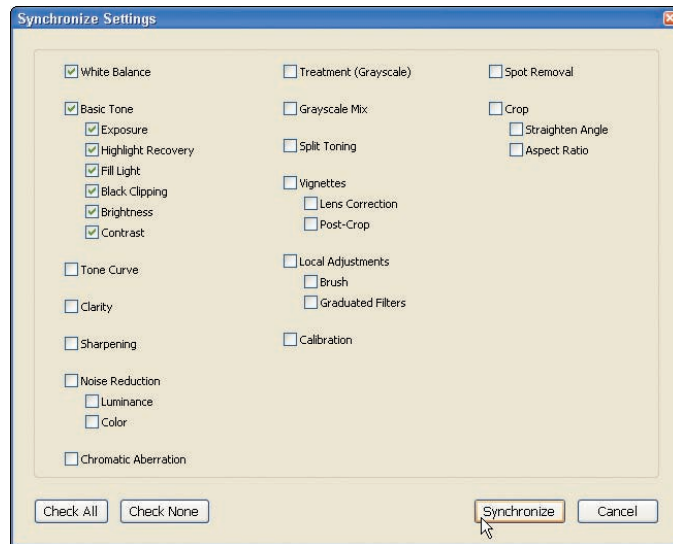 Synchronize Settings
White Balance
Basic Tone
Exposure
Highlight Recovery
Fill Light
Black Clipping
Brightness
Contrast
Tone Curve
Clarity
Sharpening
Noise Reduction
Luminance
Color
Chromatic Aberration
Treatment (Grayscale)
Grayscale Mix
Split Toning
Vignettes
Lens Correction
Post-Crop
Local Adjustments
Brush
Graduated Filters
Calibration
Spot Removal
Crop
Straighten Angle
Aspect Ratio
Check All
Check None
Synchronize
Cancel